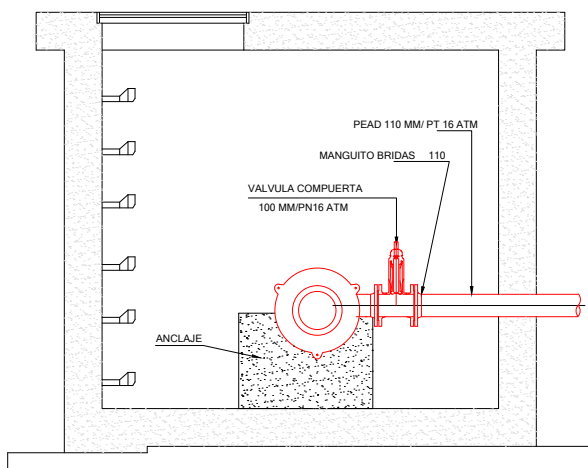 PEAD 110 MM/ PT 16 ATM
MANGUITO BRIDAS 110
VALVULA COMPUERTA
100 MM/PN16 ATM
ANCLAJE